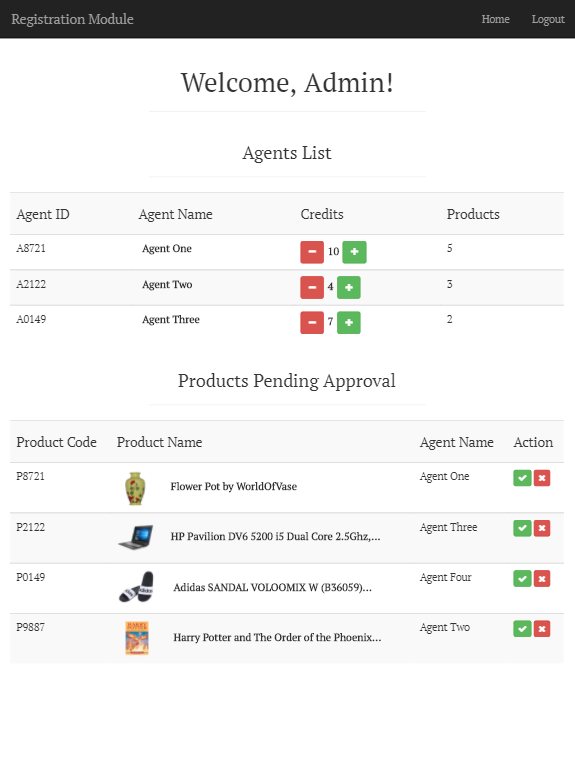 Registration Module Home Logout
Welcome, Admin!
Agents List
Agent ID Agent Name Credits Products
A8721 Agent One 10 5
A2122 Agent Two 4 3
A0149 Agent Three 7 2
Products Pending Approval
Product Code Product Name Agent Name Action
P8721 Flower Pot by WorldOfVase Agent One
P2122 HP Pavilion DV6 5200 i5 Dual Core 2.5Ghz,... Agent Three
P0149 Adidas SANDAL VOLOOMIX W (B36059)... Agent Four
P9887 Harry Potter and The Order of the Phoenix... Agent Two